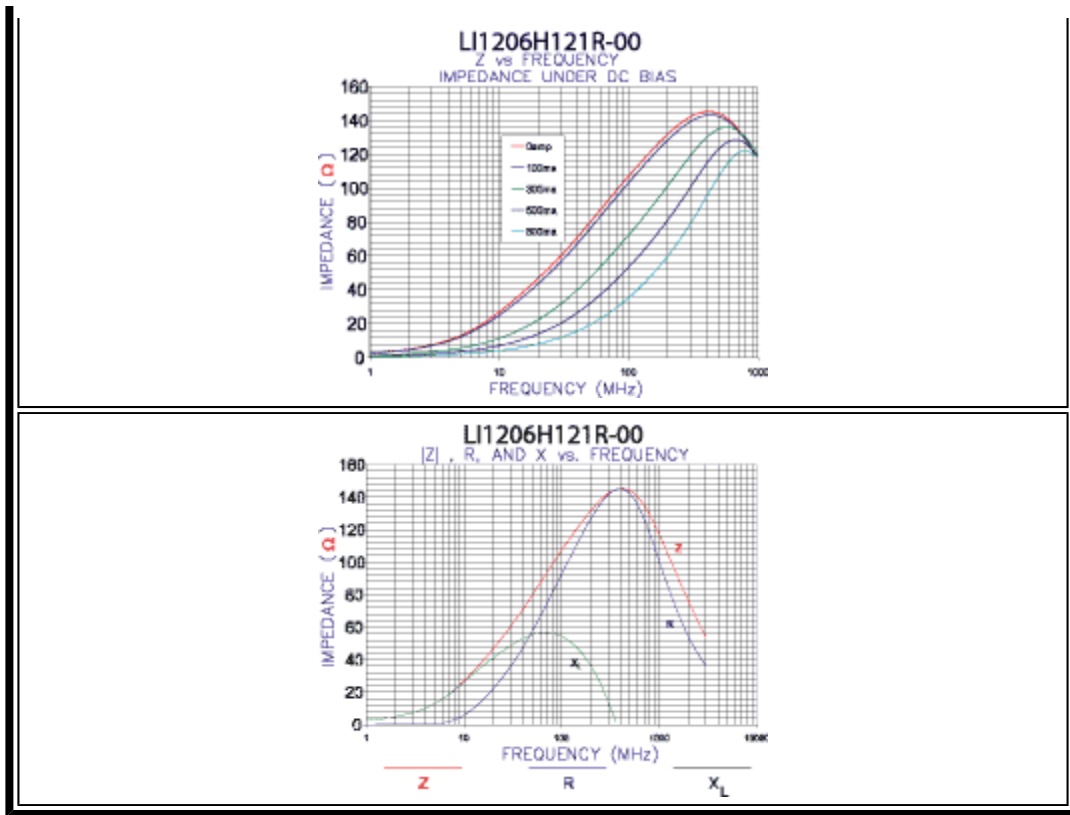 LI1206H121R-00
Z vs FREQUENCY
IMPEDANCE UNDER DC BIAS
160
140
120
100
80
60
40
20
0
IMPEDANCE (Ω)
0amp
100ma
300ma
500ma
800ma
1
10
100
1000
FREQUENCY (MHz)
LI1206H121R-00
|Z| , R, AND X vs. FREQUENCY
160
140
120
100
80
60
40
20
0
IMPEDANCE (Ω)
Z
R
X
1
10
100
1000
10000
FREQUENCY (MHz)
Z
R
XL